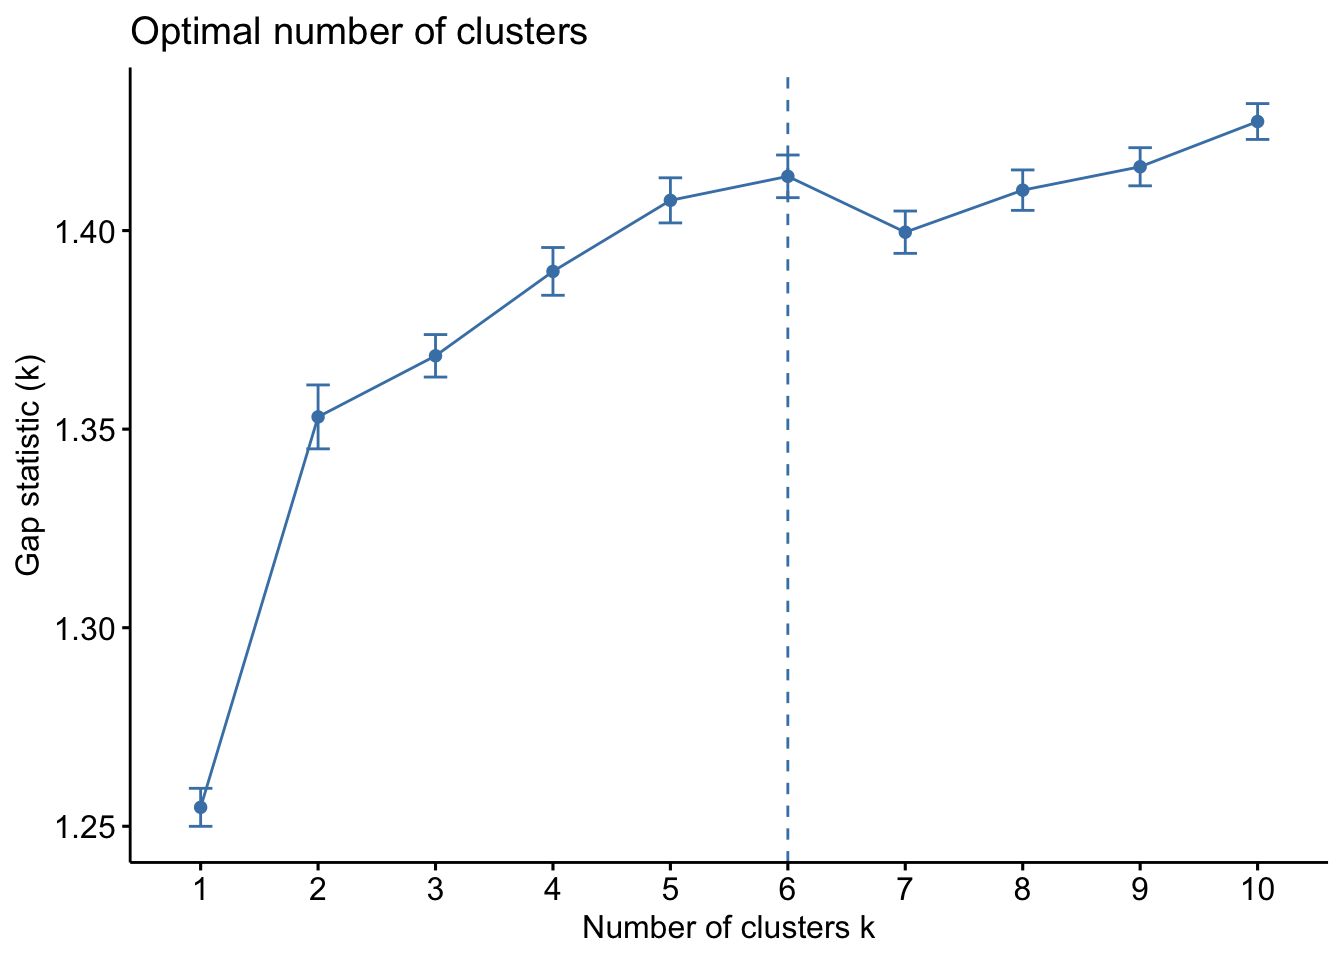 Optimal number of clusters
Gap statistic (k)
1.40
1.35
1.30
1.25
1 2 3 4 5 6 7 8 9 10
Number of clusters k